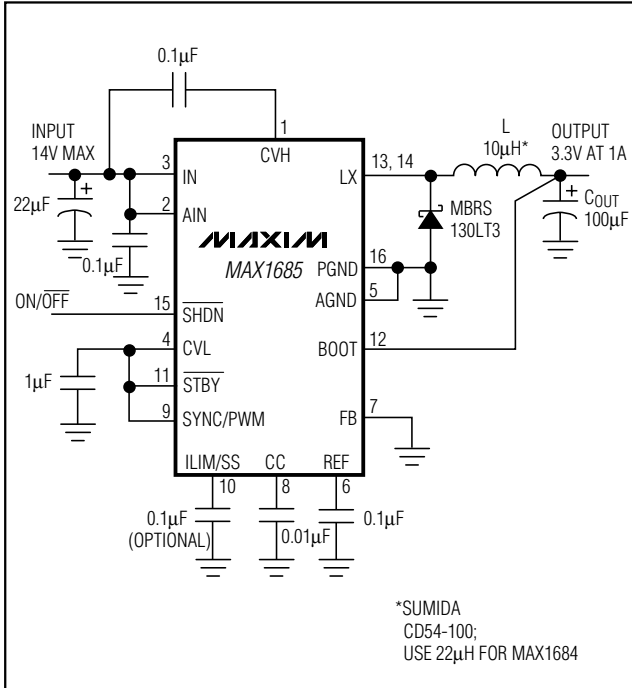 0.1µF
1
CVH
INPUT
14V MAX
3
IN
2
AIN
22µF
+
0.1µF
MAXIM
MAX1685
LX
13, 14
L
10µH*
OUTPUT
3.3V AT 1A
+
COUT
100µF
MBRS
130LT3
PGND
16
AGND
5
ON/OFF
15
SHDN
4
CVL
BOOT
12
1µF
11
STBY
9
SYNC/PWM
FB
7
ILIM/SS
CC
REF
10
8
6
0.1µF
(OPTIONAL)
0.01µF
0.1µF
*SUMIDA
CD54-100;
USE 22µH FOR MAX1684